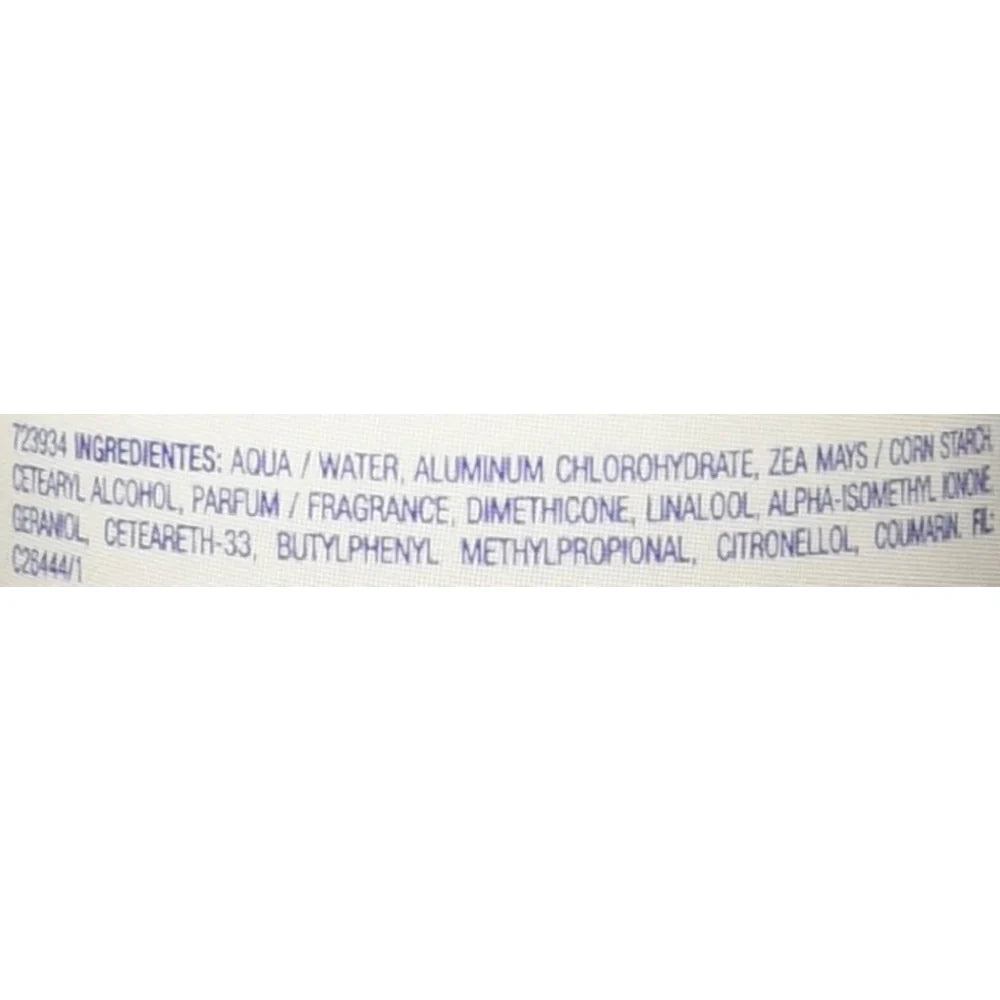 723934 INGREDIENTES: AQUA / WATER, ALUMINUM CHLOROHYDRATE, ZEA MAYS / CORN STARCH,
CETEARYL ALCOHOL, PARFUM / FRAGRANCE, DIMETHICONE, LINALOOL, ALPHA-ISOMETHYL IONONE
GERANIOL, CETEARETH-33, BUTYLPHENYL METHYLPROPIONAL, CITRONELLOL, COUMARIN. FIL:
C26444/1